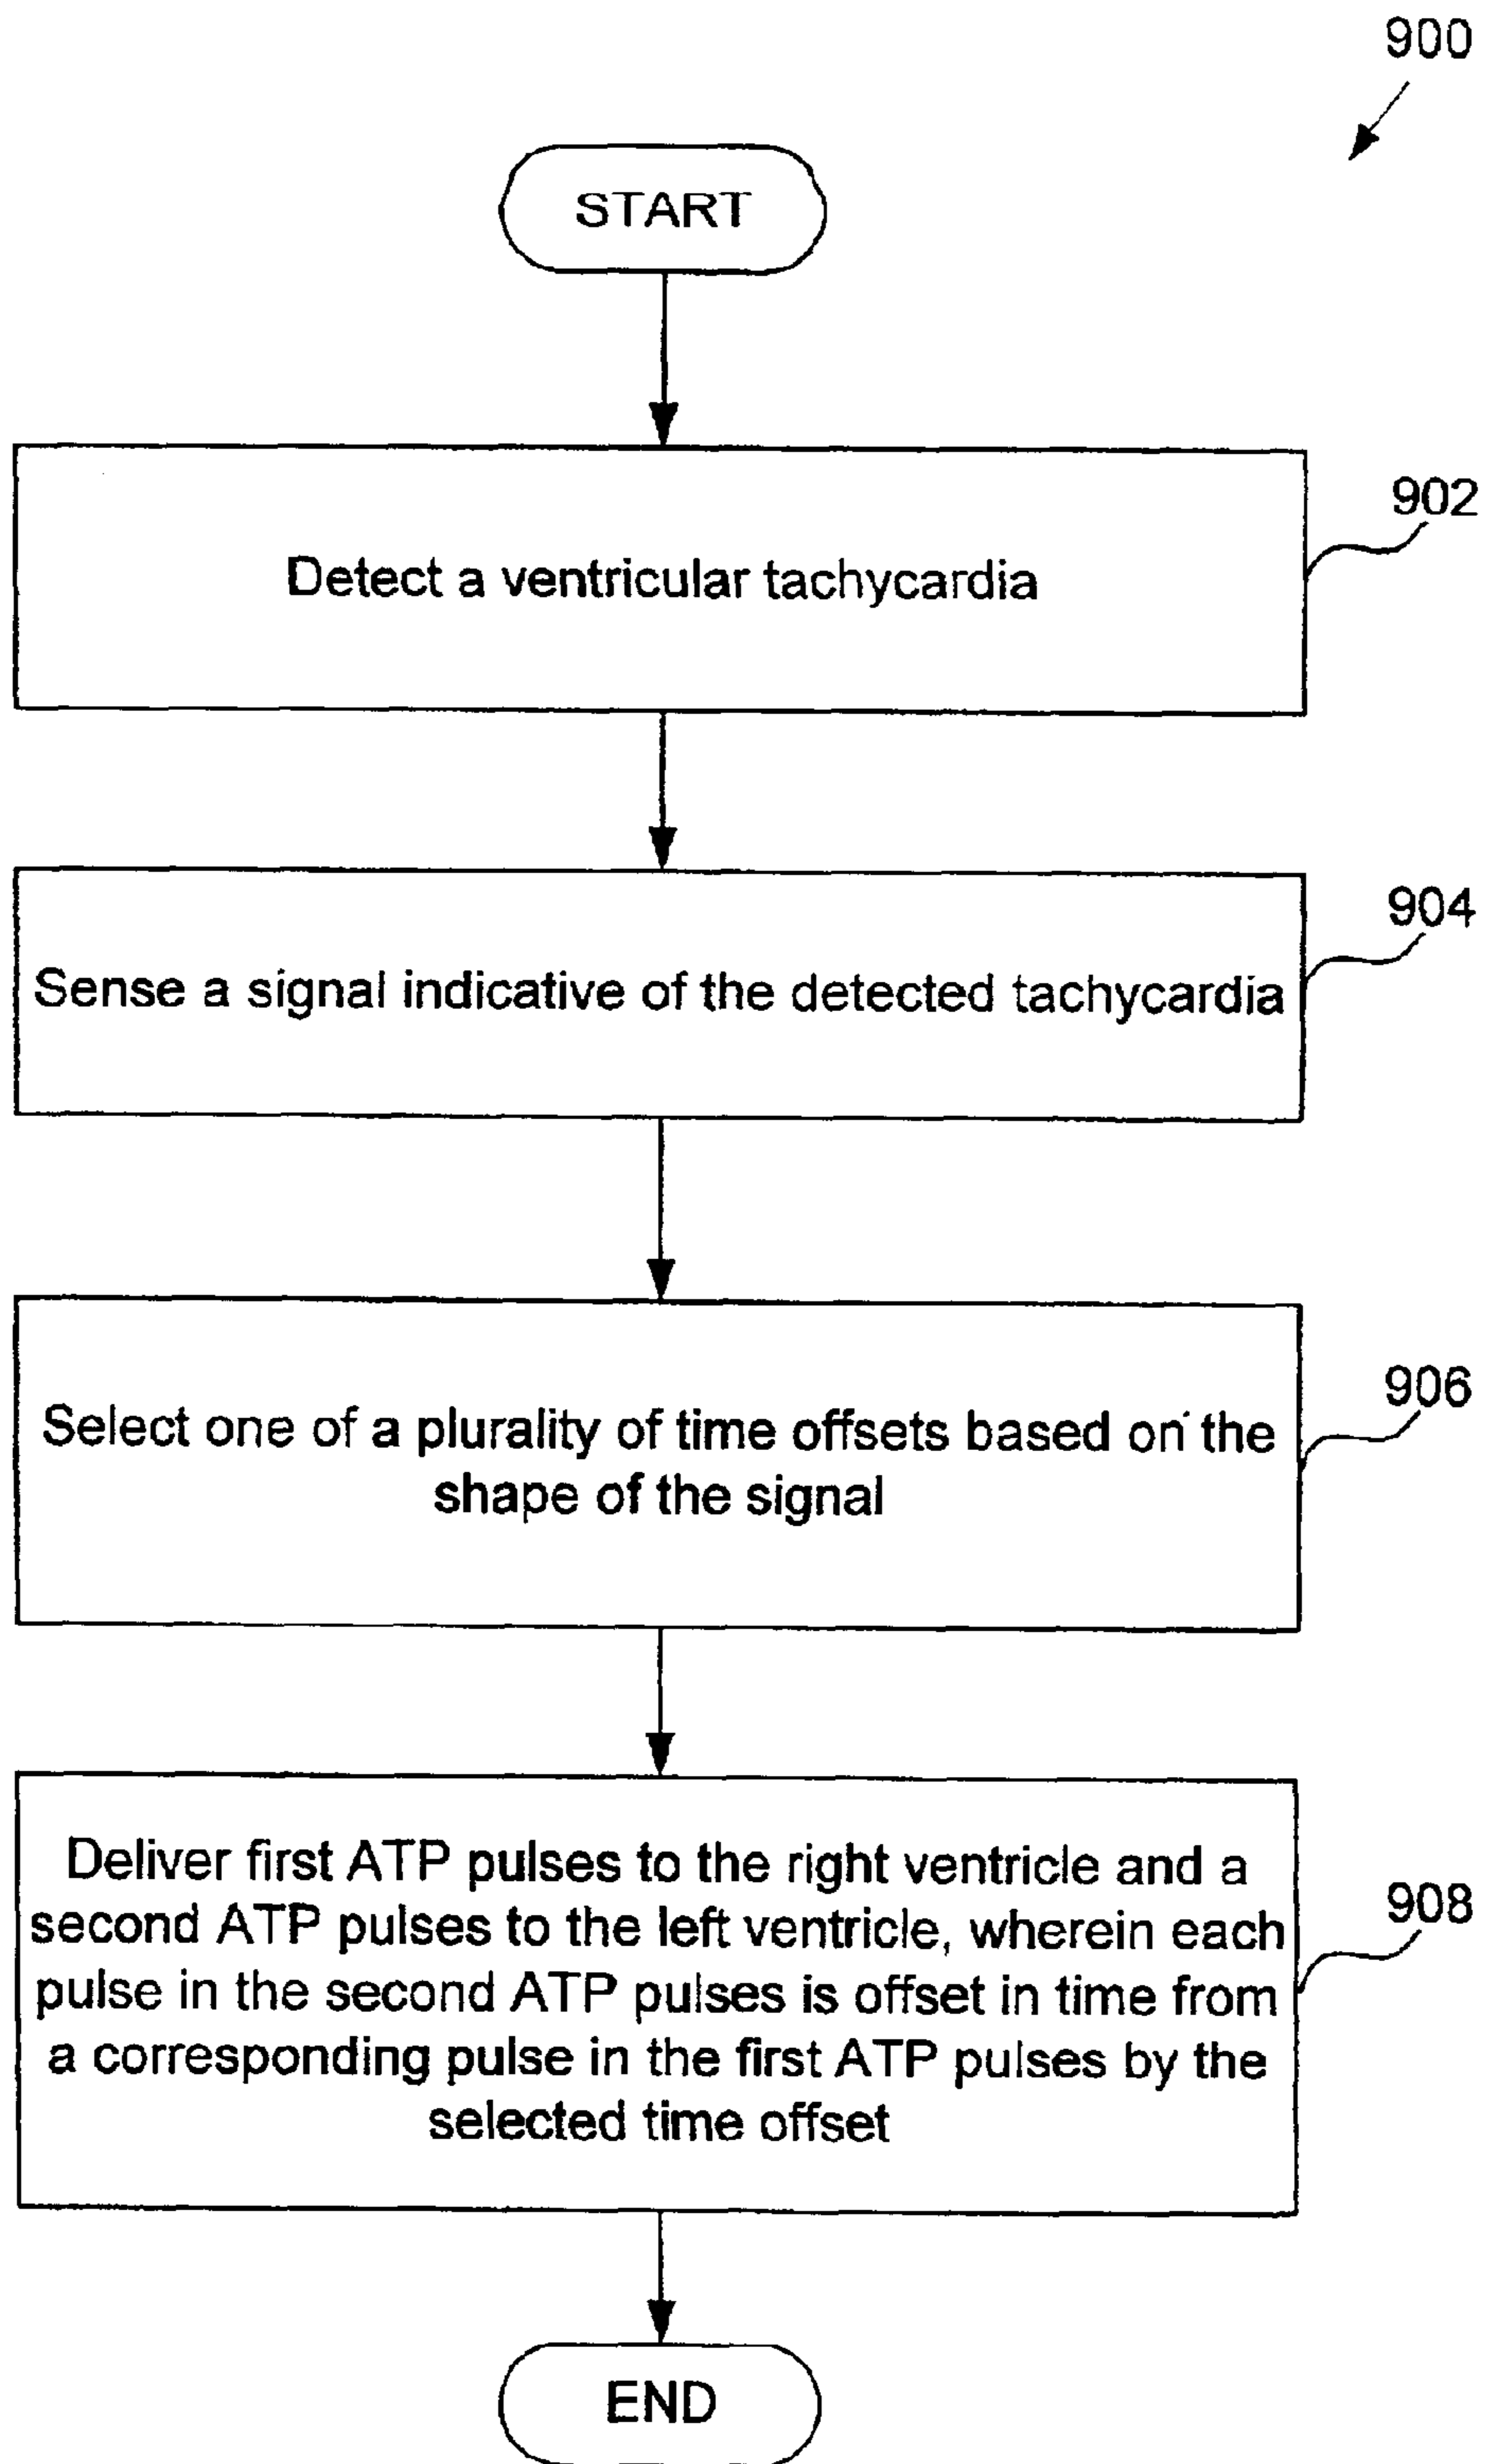 900
START
902
Detect a ventricular tachycardia
904
Sense a signal indicative of the detected tachycardia
906
Select one of a plurality of time offsets based on the
shape of the signal
908
Deliver first ATP pulses to the right ventricle and a
second ATP pulses to the left ventricle, wherein each
pulse in the second ATP pulses is offset in time from
a corresponding pulse in the first ATP pulses by the
selected time offset
END